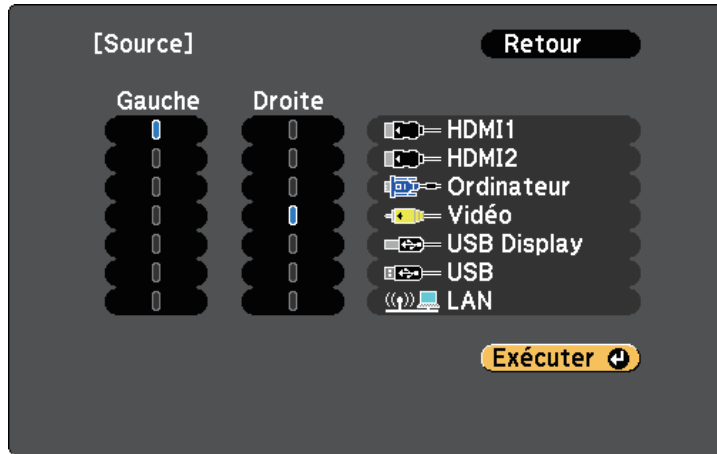 [Source] Retour
Gauche Droite
HDMI1
HDMI2
Ordinateur
Vidéo
USB Display
USB
LAN
Exécuter